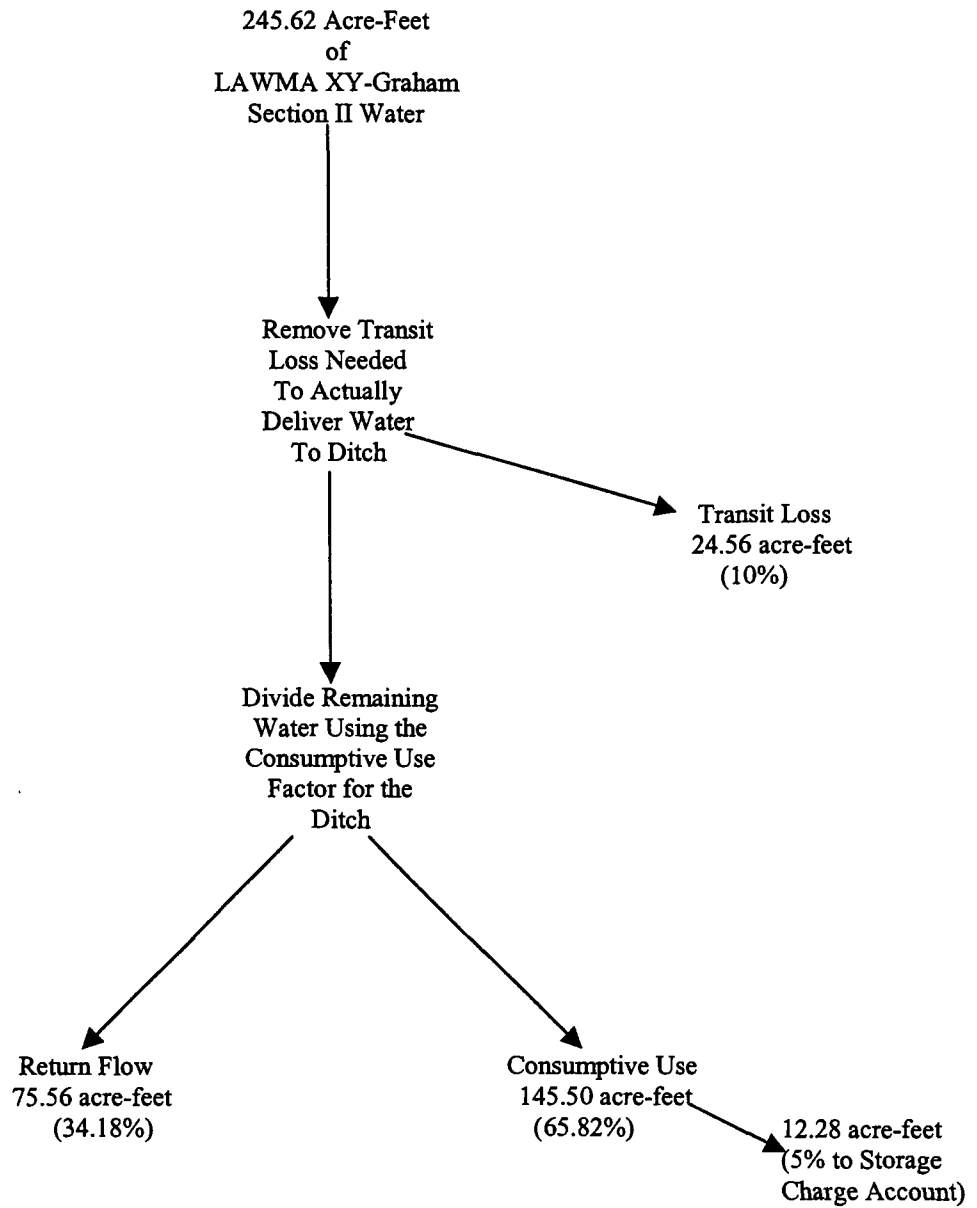 245.62 Acre-Feet
of
LAWMA XY-Graham
Section II Water
Remove Transit
Loss Needed
To Actually
Deliver Water
To Ditch
Transit Loss
24.56 acre-feet
(10%)
Divide Remaining
Water Using the
Consumptive Use
Factor for the
Ditch
Return Flow
75.56 acre-feet
(34.18%)
Consumptive Use
145.50 acre-feet
(65.82%)
12.28 acre-feet
(5% to Storage
Charge Account)